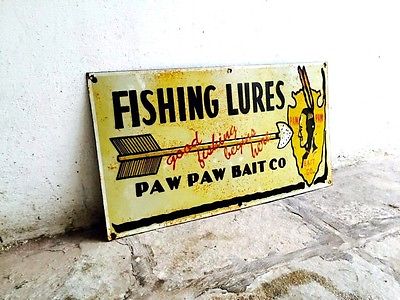 FISHING LURES
good fishing begins here
PAW PAW BAIT CO